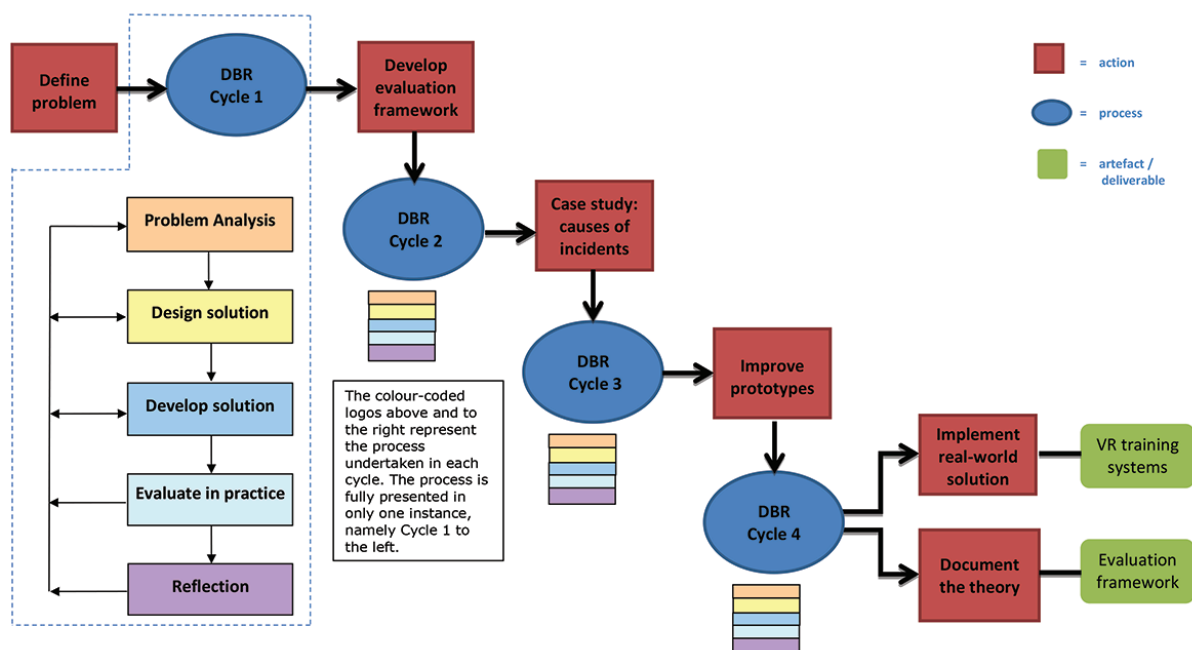 Define
problem
DBR
Cycle 1
Develop
evaluation
framework
= action
= process
= artefact /
deliverable
Problem Analysis
Design solution
Develop solution
Evaluate in practice
Reflection
DBR
Cycle 2
Case study:
causes of
incidents
The colour-coded
logos above and to
the right represent
the process
undertaken in each
cycle. The process is
fully presented in
only one instance,
namely Cycle 1 to
the left.
DBR
Cycle 3
Improve
prototypes
DBR
Cycle 4
Implement
real-world
solution
VR training
systems
Document
the theory
Evaluation
framework